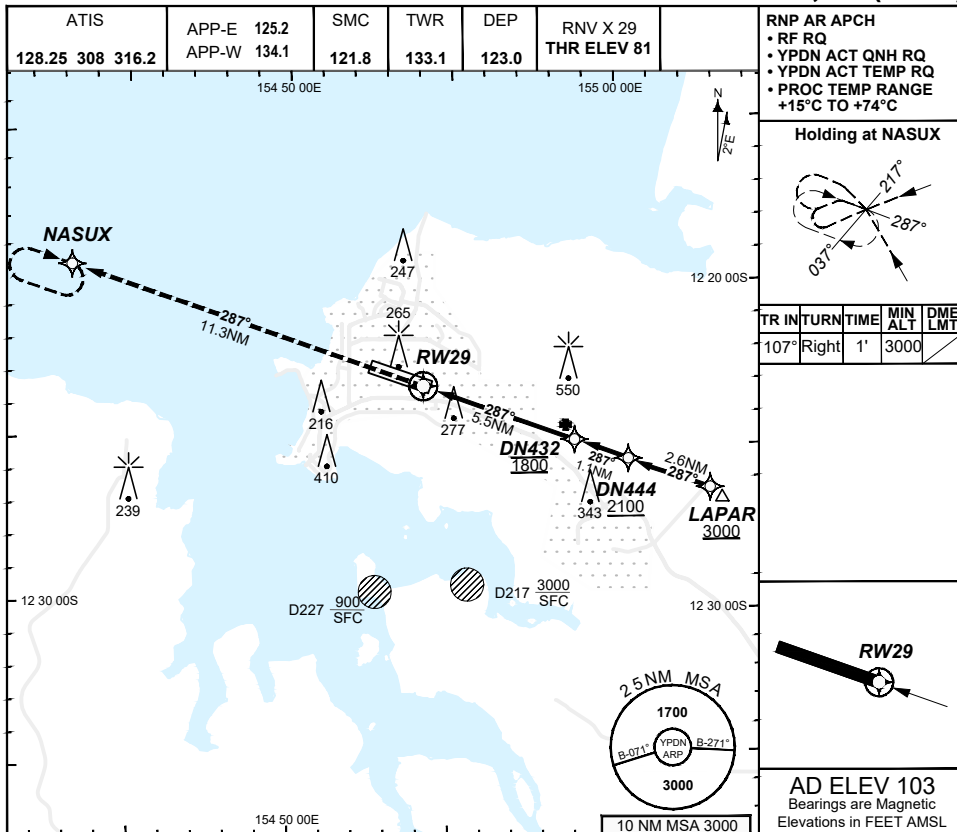 ATIS
128.25 308 316.2
APP-E 125.2
APP-W 134.1
SMC
121.8
TWR
133.1
DEP
123.0
RNV X 29
THR ELEV 81
RNP AR APCH
• RF RQ
• YPDN ACT QNH RQ
• YPDN ACT TEMP RQ
• PROC TEMP RANGE
+15°C TO +74°C
154 50 00E
155 00 00E
N
2°E
Holding at NASUX
217°
287°
037°
NASUX
247
12 20 00S
287°
11.3NM
265
RW29
550
TR IN TURN TIME MIN ALT DME LMT
107° Right 1' 3000
216
277
287°
5.5NM
410
DN432
1800
287°
1.1NM
DN444
2100
2.6NM
287°
LAPAR
3000
239
343
12 30 00S
D227 900
SFC
D217 3000
SFC
12 30 00S
RW29
25NM MSA
1700
B-071°
YPDN
ARP
B-271°
3000
10 NM MSA 3000
154 50 00E
AD ELEV 103
Bearings are Magnetic
Elevations in FEET AMSL